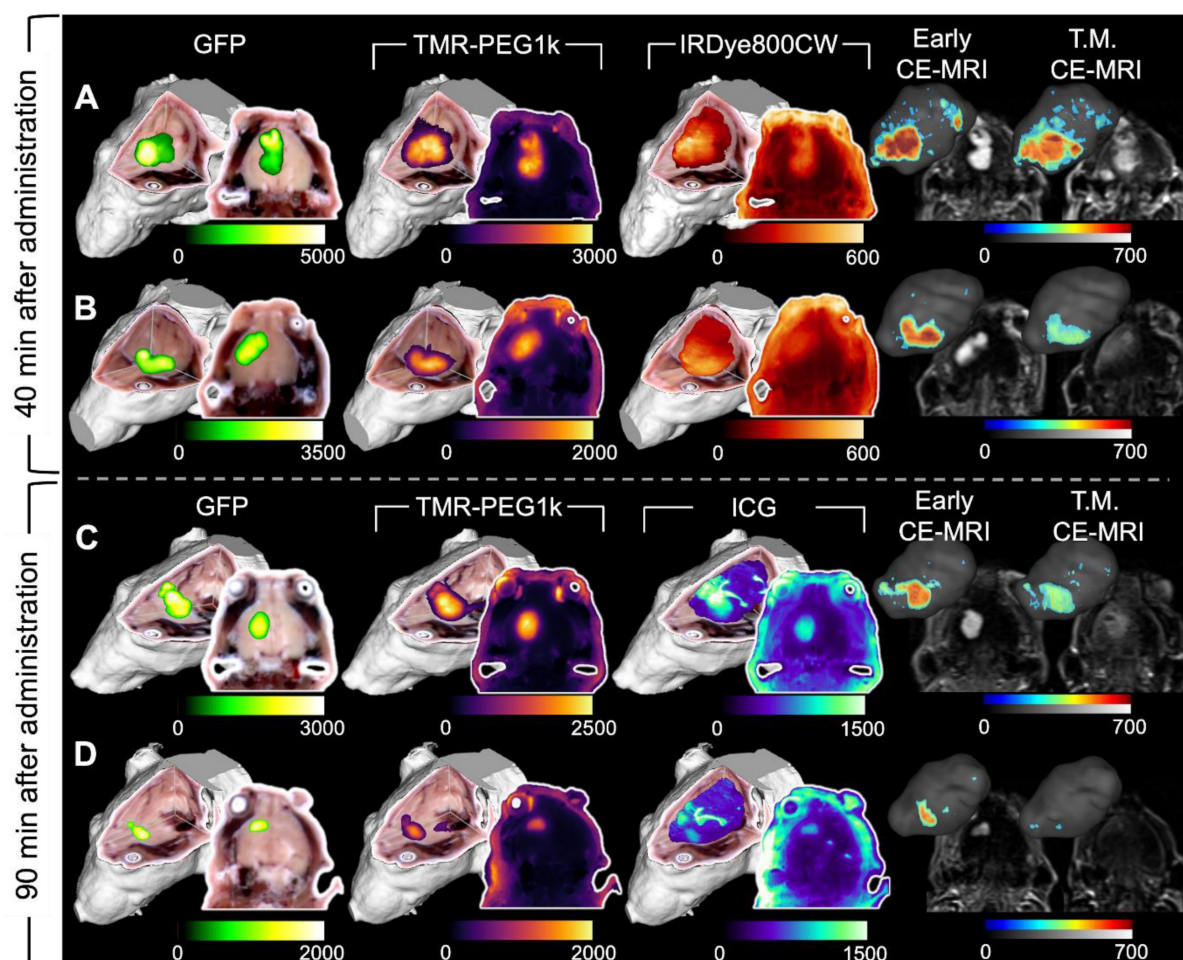 40 min after administration
GFP
TMR-PEG1k
IRDye800CW
Early
CE-MRI
T.M.
CE-MRI
A
0 5000
0 3000
0 600
0 700
B
0 3500
0 2000
0 600
0 700
90 min after administration
GFP
TMR-PEG1k
ICG
Early
CE-MRI
T.M.
CE-MRI
C
0 3000
0 2500
0 1500
0 700
D
0 2000
0 2000
0 1500
0 700